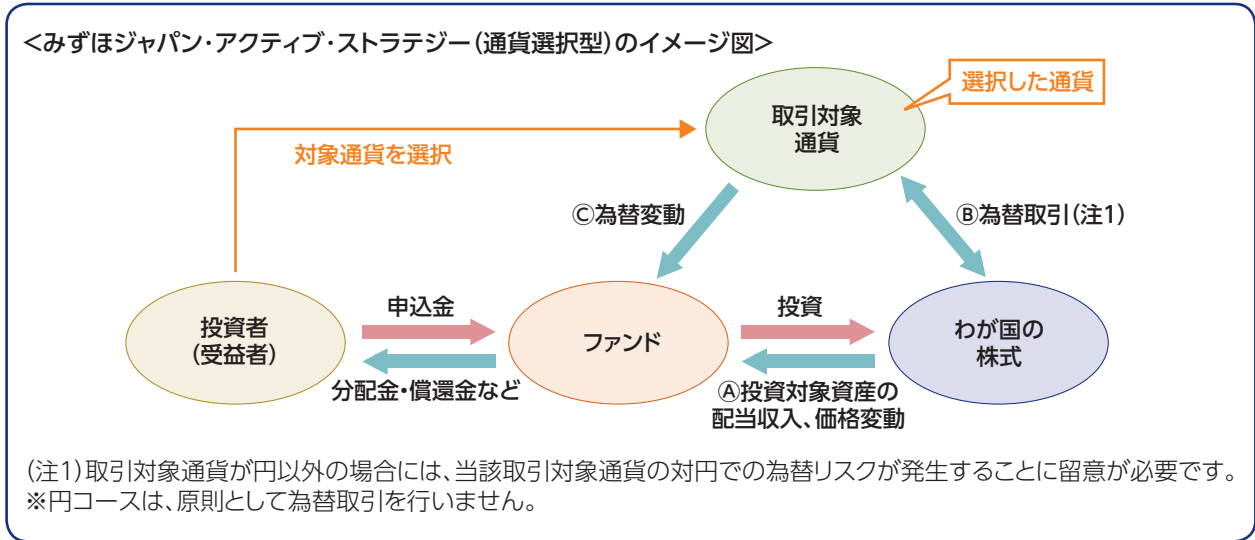 <みずほジャパン・アクティブ・ストラテジー(通貨選択型)のイメージ図>
選択した通貨
取引対象
通貨
対象通貨を選択
Ⓒ為替変動
Ⓑ為替取引(注1)
投資者
(受益者)
申込金
分配金・償還金など
ファンド
投資
Ⓐ投資対象資産の
配当収入、価格変動
わが国の
株式
(注1)取引対象通貨が円以外の場合には、当該取引対象通貨の対円での為替リスクが発生することに留意が必要です。
※円コースは、原則として為替取引を行いません。